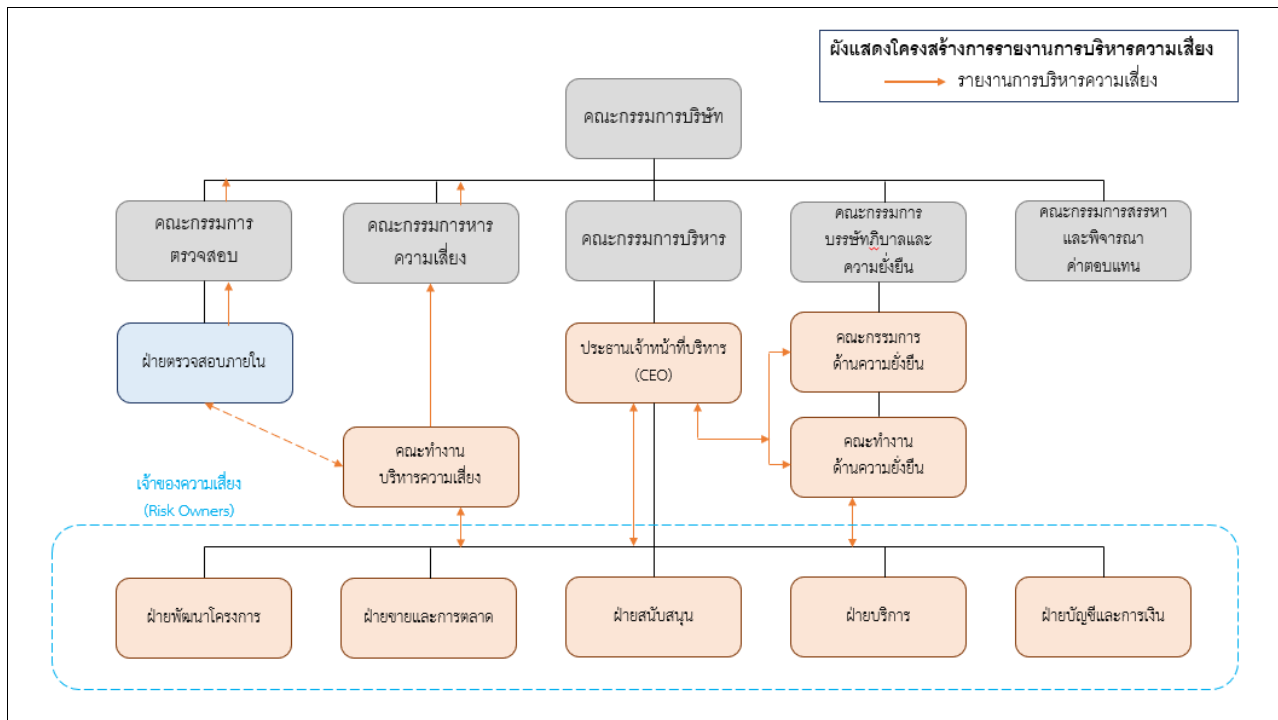 ผังแสดงโครงสร้างการรายงานการบริหารความเสี่ยง
รายงานการบริหารความเสี่ยง
คณะกรรมการบริษัท
คณะกรรมการ
ตรวจสอบ
คณะกรรมการหาร
ความเสี่ยง
คณะกรรมการบริหาร
คณะกรรมการ
บรรษัทภิบาลและ
ความยั่งยืน
คณะกรรมการสรรหา
และพิจารณา
ค่าตอบแทน
ฝ่ายตรวจสอบภายใน
ประธานเจ้าหน้าที่บริหาร
(CEO)
คณะกรรมการ
ด้านความยั่งยืน
คณะทำงาน
บริหารความเสี่ยง
คณะทำงาน
ด้านความยั่งยืน
เจ้าของความเสี่ยง
(Risk Owners)
ฝ่ายพัฒนาโครงการ
ฝ่ายขายและการตลาด
ฝ่ายสนับสนุน
ฝ่ายบริการ
ฝ่ายบัญชีและการเงิน